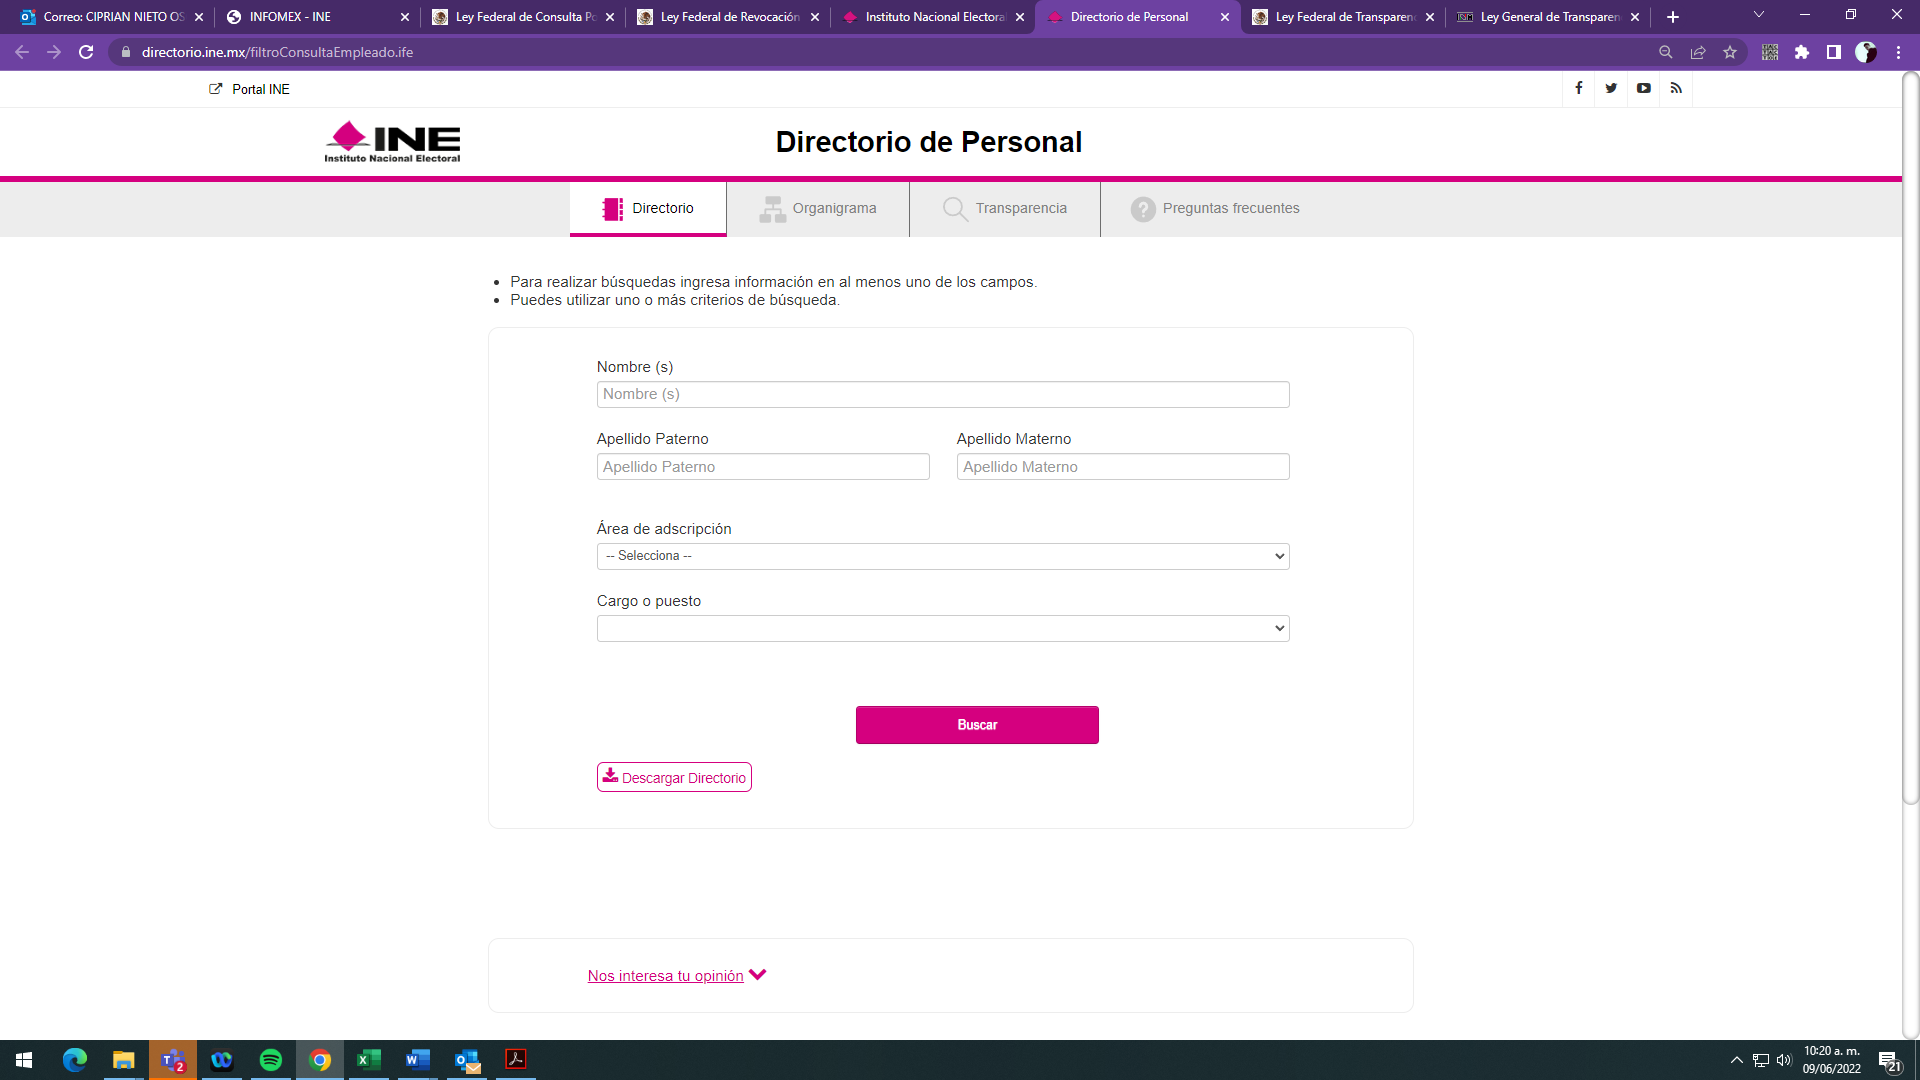 Correo: CIPRIAN NIETO OS
INFOMEX - INE
Ley Federal de Consulta Po
Ley Federal de Revocación
Instituto Nacional Electoral
Directorio de Personal
Ley Federal de Transparen
Ley General de Transparen
directorio.ine.mx/filtroConsultaEmpleado.ife
Portal INE
INE
Instituto Nacional Electoral
Directorio de Personal
Directorio
Organigrama
Transparencia
Preguntas frecuentes
Para realizar búsquedas ingresa información en al menos uno de los campos.
Puedes utilizar uno o más criterios de búsqueda.
Nombre (s)
Nombre (s)
Apellido Paterno
Apellido Materno
Apellido Paterno
Apellido Materno
Área de adscripción
-- Selecciona --
Cargo o puesto
Buscar
Descargar Directorio
Nos interesa tu opinión
2
10:20 a. m.
09/06/2022
21